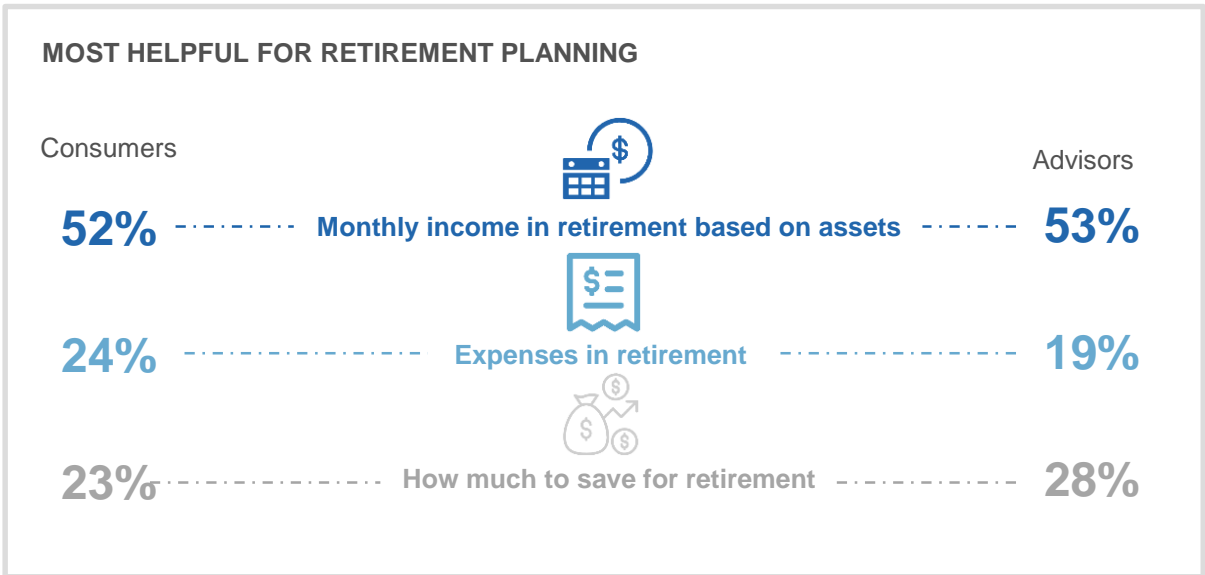 MOST HELPFUL FOR RETIREMENT PLANNING
Consumers
Advisors
$
52% Monthly income in retirement based on assets 53%
$
24% Expenses in retirement 19%
$
$
$
23% How much to save for retirement 28%